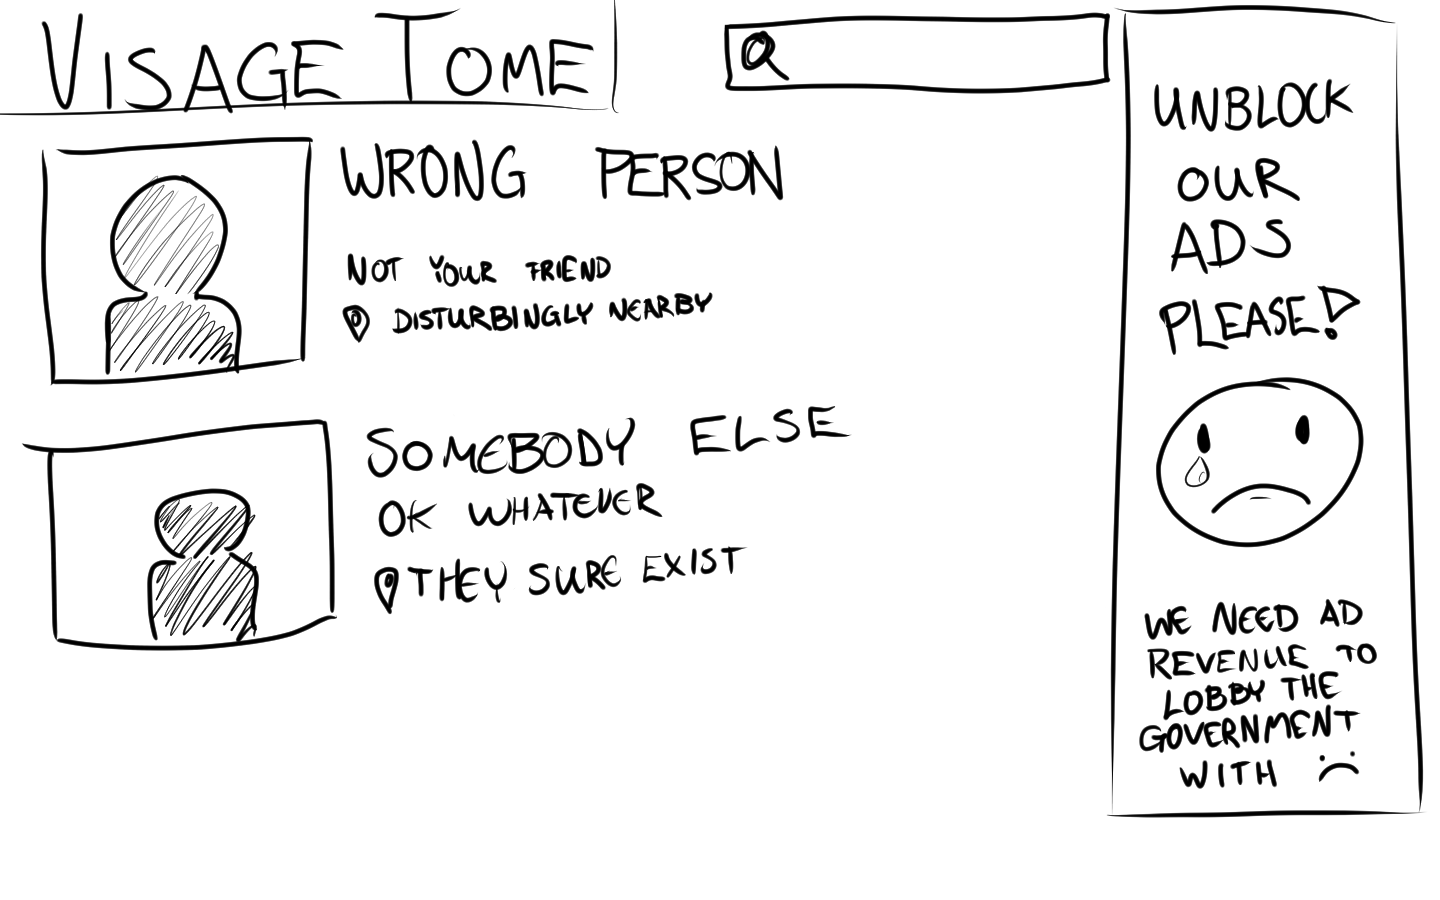 VISAGE TOME
WRONG PERSON
NOT YOUR FRIEND
DISTURBINGLY NEARBY
SOMEBODY ELSE
OK WHATEVER
THEY SURE EXIST
UNBLOCK
OUR
ADS
PLEASE!
WE NEED AD
REVENUE TO
LOBBY THE
GOVERNMENT
WITH :(